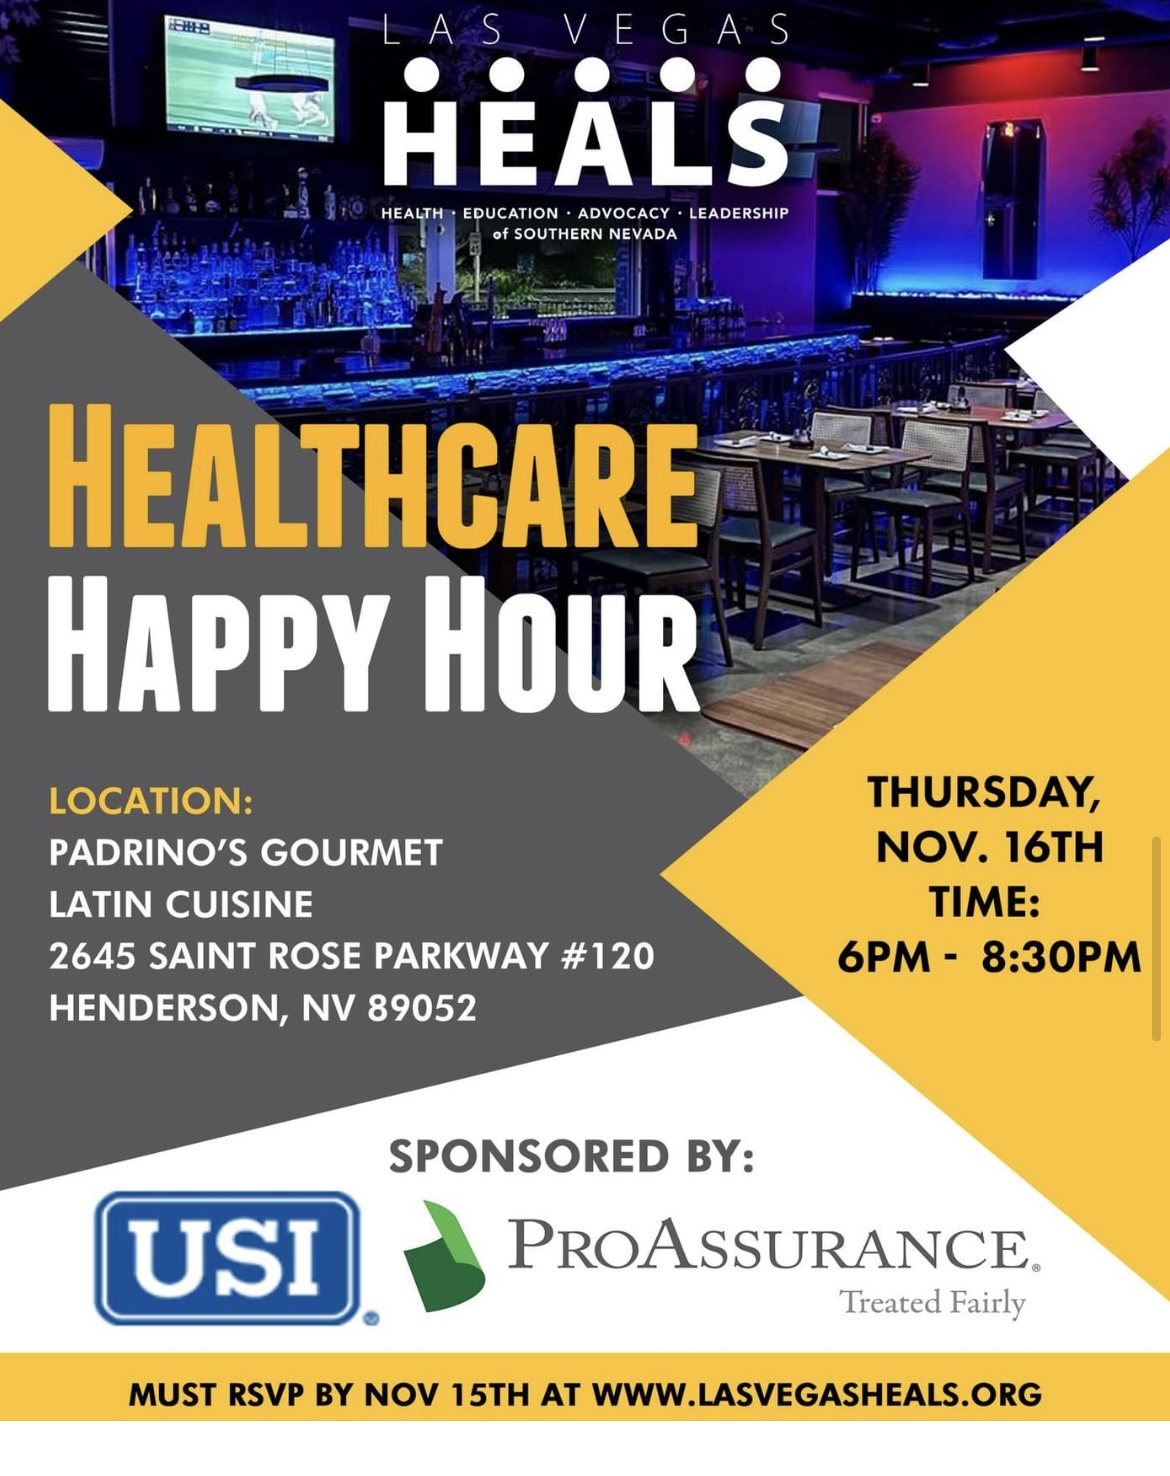 LAS VEGAS
HEALS
HEALTH · EDUCATION · ADVOCACY · LEADERSHIP
of SOUTHERN NEVADA
HEALTHCARE
HAPPY HOUR
LOCATION:
PADRINO'S GOURMET
LATIN CUISINE
2645 SAINT ROSE PARKWAY #120
HENDERSON, NV 89052
THURSDAY,
NOV. 16TH
TIME:
6PM - 8:30PM
SPONSORED BY:
USI®
PROASSURANCE®
Treated Fairly
MUST RSVP BY NOV 15TH AT WWW.LASVEGASHEALS.ORG